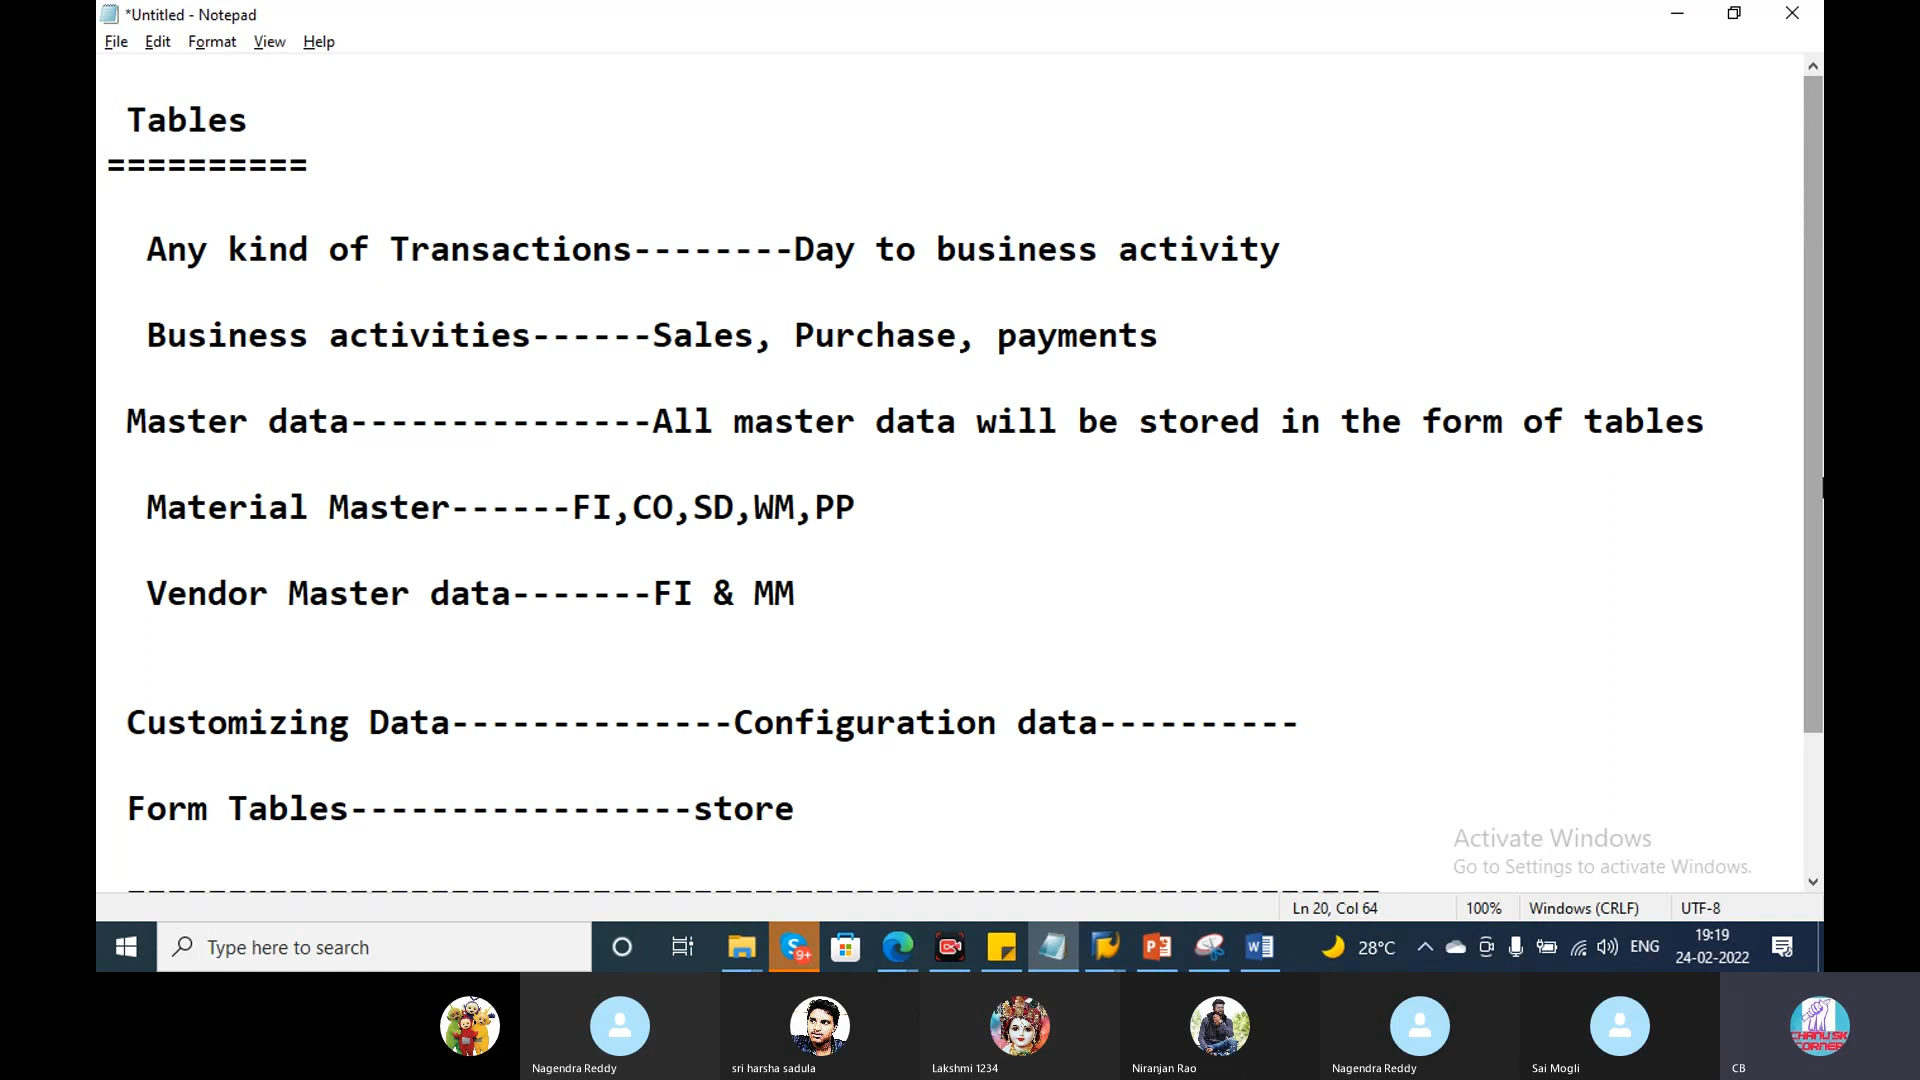 *Untitled - Notepad
File Edit Format View Help
Tables
==========
Any kind of Transactions--------Day to business activity
Business activities------Sales, Purchase, payments
Master data---------------All master data will be stored in the form of tables
Material Master------FI,CO,SD,WM,PP
Vendor Master data-------FI & MM
Customizing Data--------------Configuration data----------
Form Tables-----------------store
--------------------------------------------------------------
Activate Windows
Go to Settings to activate Windows.
Ln 20, Col 64 100% Windows (CRLF) UTF-8
Type here to search
9+
28°C
ENG
19:19
24-02-2022
Nagendra Reddy
sri harsha sadula
Lakshmi 1234
Niranjan Rao
Nagendra Reddy
Sai Mogli
CB